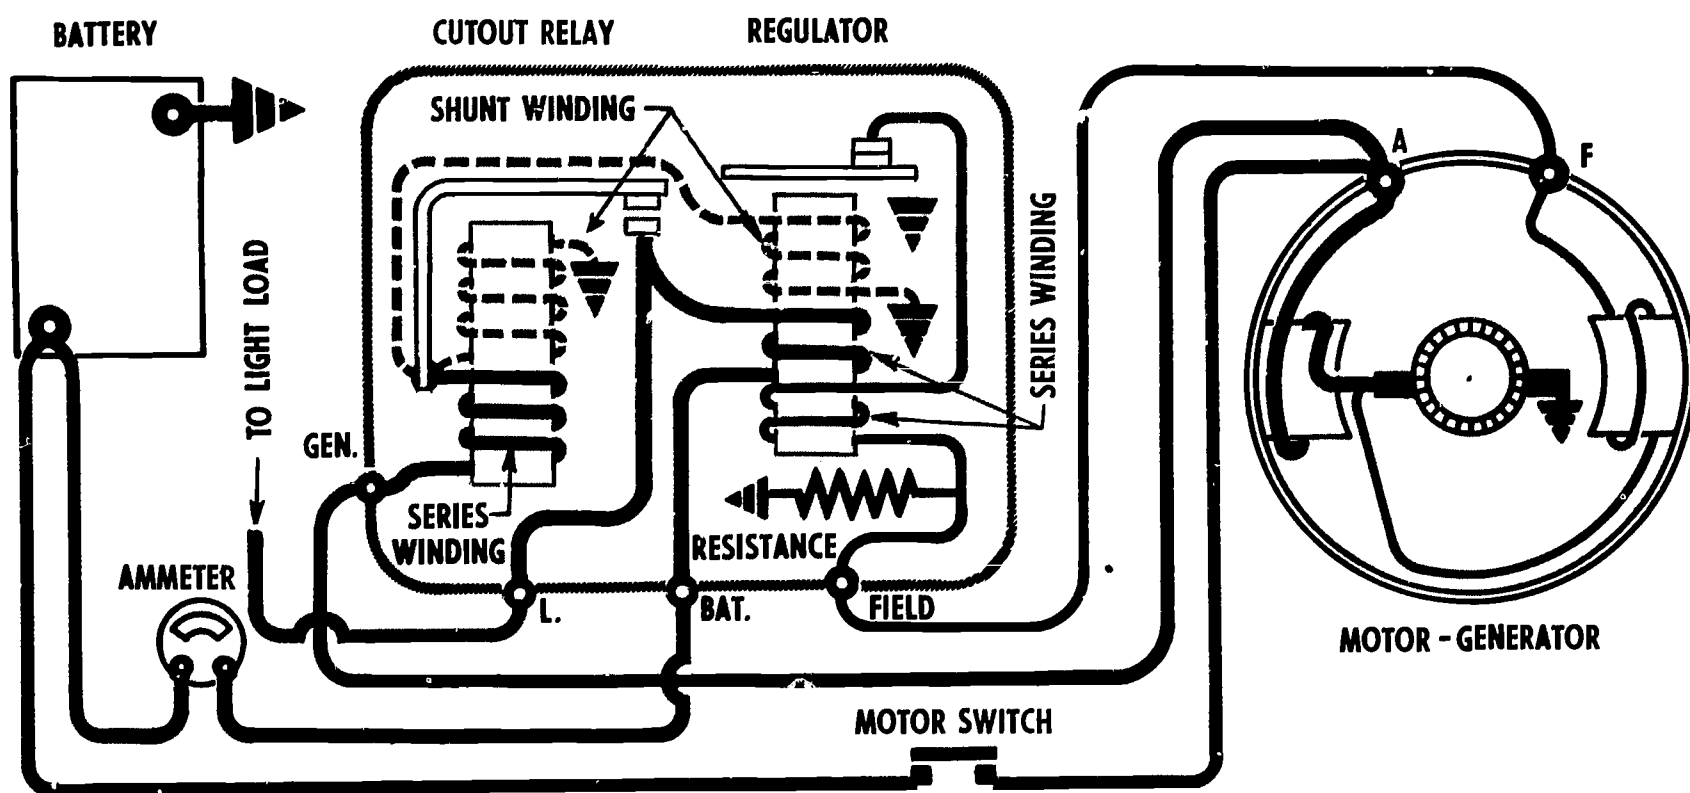 BATTERY
CUTOUT RELAY
REGULATOR
SHUNT WINDING
A
F
TO LIGHT LOAD
SERIES WINDING
GEN.
SERIES
WINDING
RESISTANCE
AMMETER
L.
BAT.
FIELD
MOTOR - GENERATOR
MOTOR SWITCH